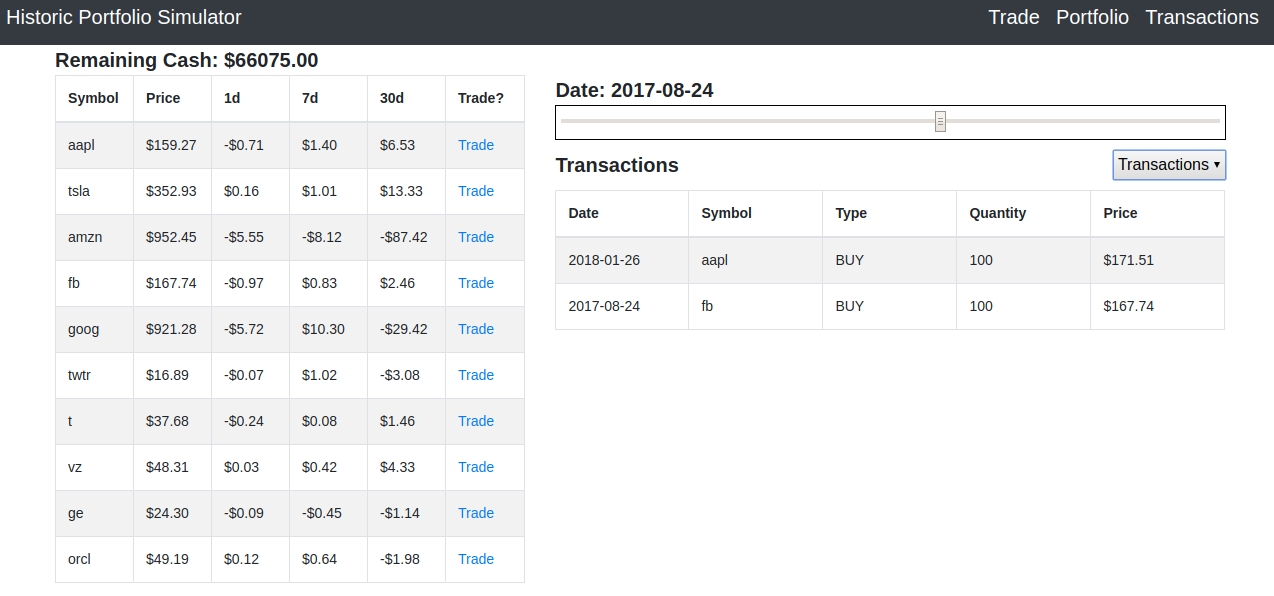 Historic Portfolio Simulator Trade Portfolio Transactions
Remaining Cash: $66075.00
Symbol Price 1d 7d 30d Trade?
aapl $159.27 -$0.71 $1.40 $6.53 Trade
tsla $352.93 $0.16 $1.01 $13.33 Trade
amzn $952.45 -$5.55 -$8.12 -$87.42 Trade
fb $167.74 -$0.97 $0.83 $2.46 Trade
goog $921.28 -$5.72 $10.30 -$29.42 Trade
twtr $16.89 -$0.07 $1.02 -$3.08 Trade
t $37.68 -$0.24 $0.08 $1.46 Trade
vz $48.31 $0.03 $0.42 $4.33 Trade
ge $24.30 -$0.09 -$0.45 -$1.14 Trade
orcl $49.19 $0.12 $0.64 -$1.98 Trade
Date: 2017-08-24
Transactions Transactions
Date Symbol Type Quantity Price
2018-01-26 aapl BUY 100 $171.51
2017-08-24 fb BUY 100 $167.74